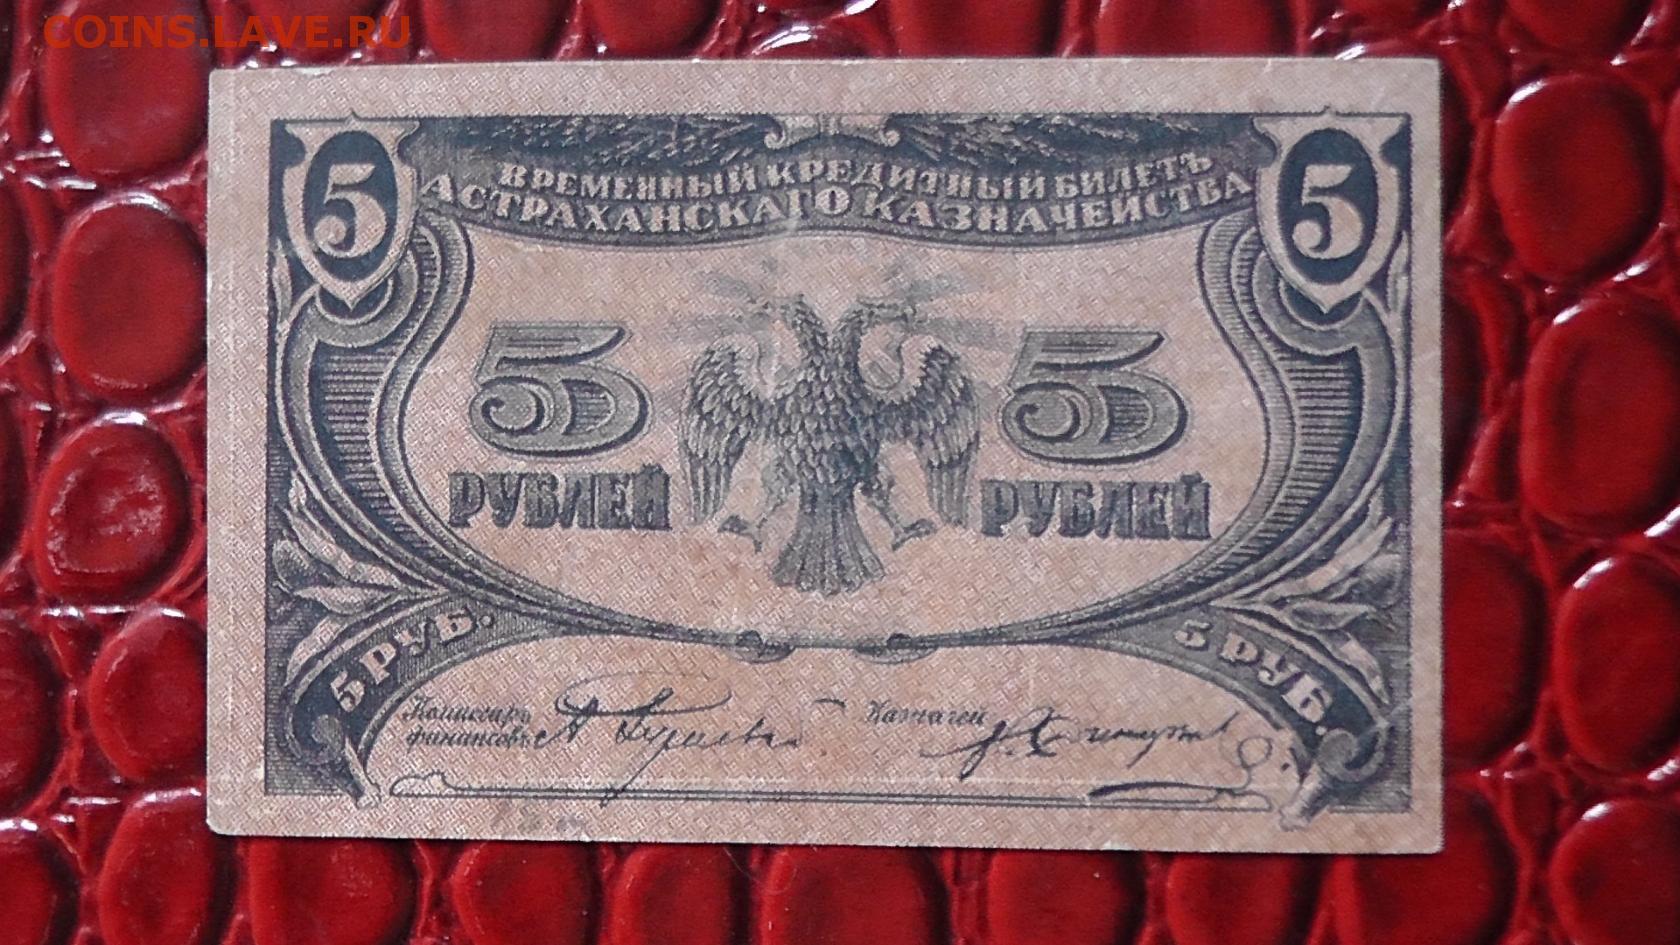 COINS.LAVE.RU
5 5
ВРЕМЕННЫЙ КРЕДИТНЫЙ БИЛЕТЪ
АСТРАХАНСКАГО КАЗНАЧЕЙСТВА
5 5
РУБЛЕЙ РУБЛЕЙ
5 РУБ. 5 РУБ.
Комиссаръ Казначей
финансовъ